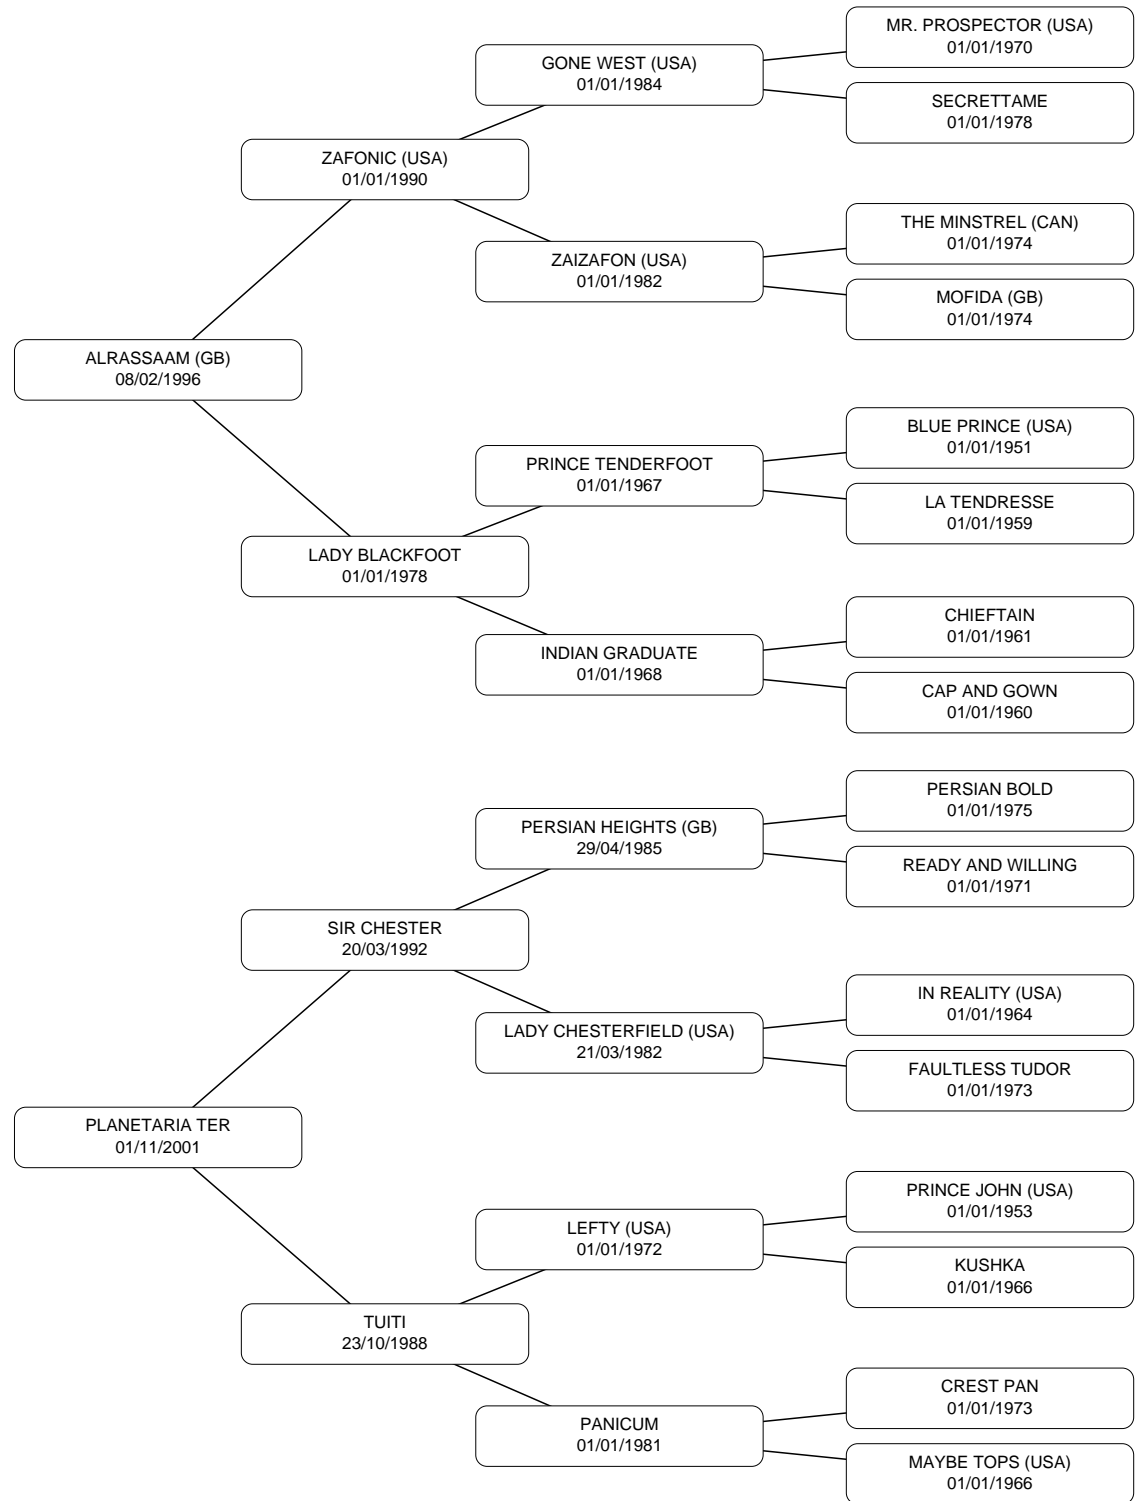 MR. PROSPECTOR (USA)
01/01/1970
GONE WEST (USA)
01/01/1984
SECRETTAME
01/01/1978
ZAFONIC (USA)
01/01/1990
THE MINSTREL (CAN)
01/01/1974
ZAIZAFON (USA)
01/01/1982
MOFIDA (GB)
01/01/1974
ALRASSAAM (GB)
08/02/1996
BLUE PRINCE (USA)
01/01/1951
PRINCE TENDERFOOT
01/01/1967
LA TENDRESSE
01/01/1959
LADY BLACKFOOT
01/01/1978
CHIEFTAIN
01/01/1961
INDIAN GRADUATE
01/01/1968
CAP AND GOWN
01/01/1960
PERSIAN BOLD
01/01/1975
PERSIAN HEIGHTS (GB)
29/04/1985
READY AND WILLING
01/01/1971
SIR CHESTER
20/03/1992
IN REALITY (USA)
01/01/1964
LADY CHESTERFIELD (USA)
21/03/1982
FAULTLESS TUDOR
01/01/1973
PLANETARIA TER
01/11/2001
PRINCE JOHN (USA)
01/01/1953
LEFTY (USA)
01/01/1972
KUSHKA
01/01/1966
TUITI
23/10/1988
CREST PAN
01/01/1973
PANICUM
01/01/1981
MAYBE TOPS (USA)
01/01/1966